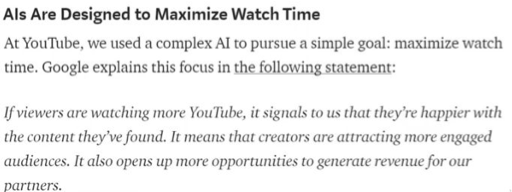 AIs Are Designed to Maximize Watch Time
At YouTube, we used a complex AI to pursue a simple goal: maximize watch
time. Google explains this focus in the following statement:
If viewers are watching more YouTube, it signals to us that they're happier with
the content they've found. It means that creators are attracting more engaged
audiences. It also opens up more opportunities to generate revenue for our
partners.